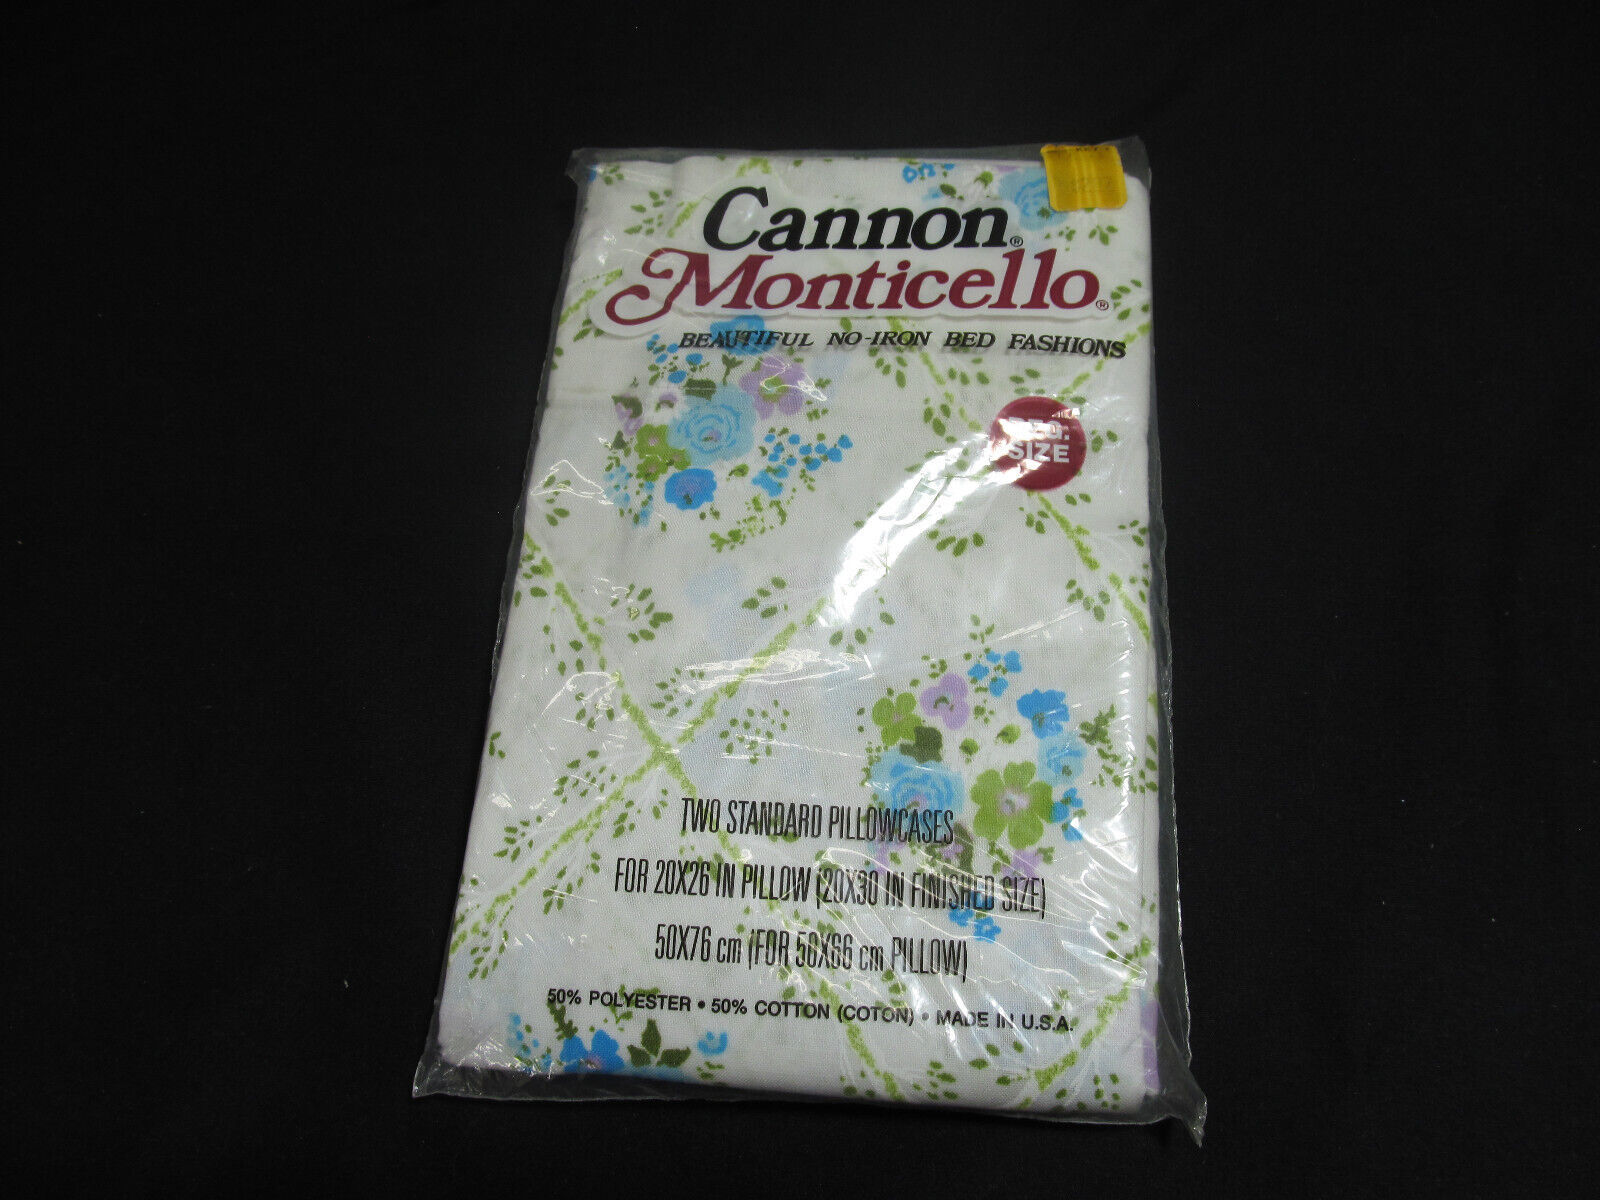 Cannon®
Monticello®
BEAUTIFUL NO-IRON BED FASHIONS
REG.
SIZE
TWO STANDARD PILLOWCASES
FOR 20X26 IN PILLOW (20X30 IN FINISHED SIZE)
50X76 cm (FOR 50X66 cm PILLOW)
50% POLYESTER • 50% COTTON (COTON) • MADE IN U.S.A.